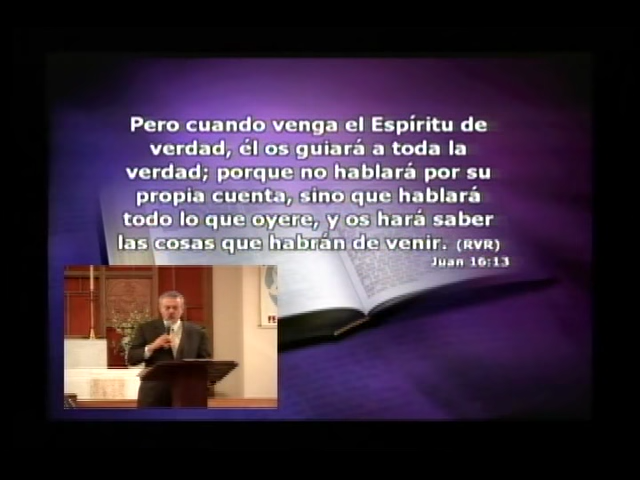 Pero cuando venga el Espíritu de
verdad, él os guiará a toda la
verdad; porque no hablará por su
propia cuenta, sino que hablará
todo lo que oyere, y os hará saber
las cosas que habrán de venir. (RVR)
Juan 16:13